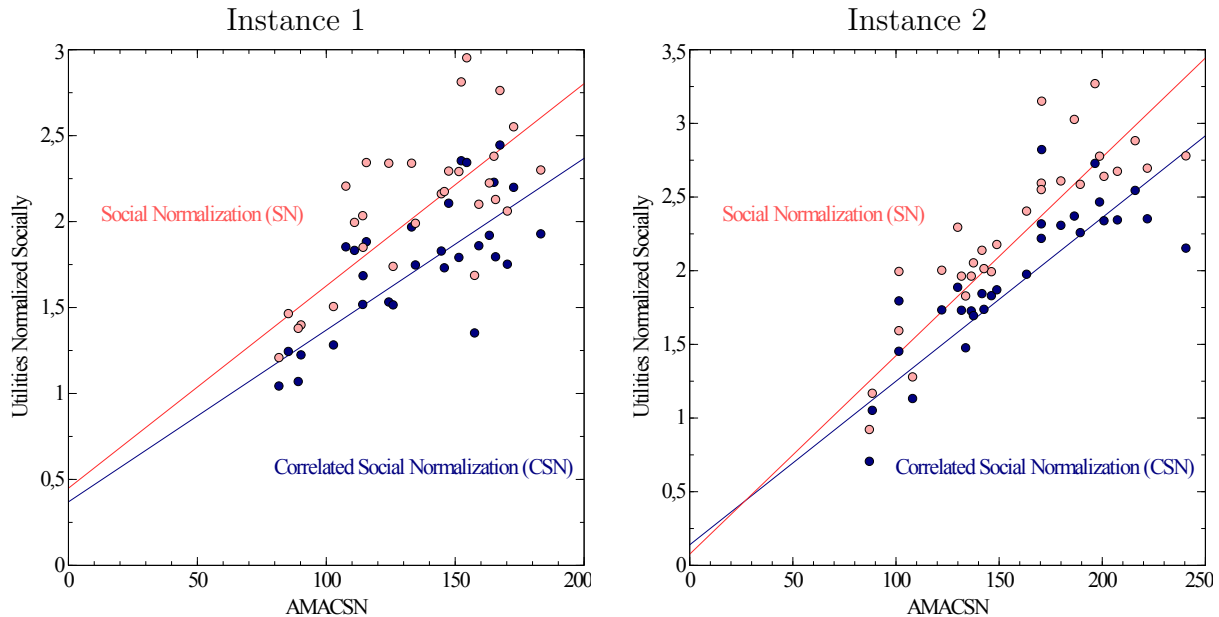 Instance 1
3
2,5
2
1,5
1
0,5
0
0
50
100
150
200
Utilities Normalized Socially
AMACSN
Social Normalization (SN)
Correlated Social Normalization (CSN)
Instance 2
3,5
3
2,5
2
1,5
1
0,5
0
0
50
100
150
200
250
Utilities Normalized Socially
AMACSN
Social Normalization (SN)
Correlated Social Normalization (CSN)